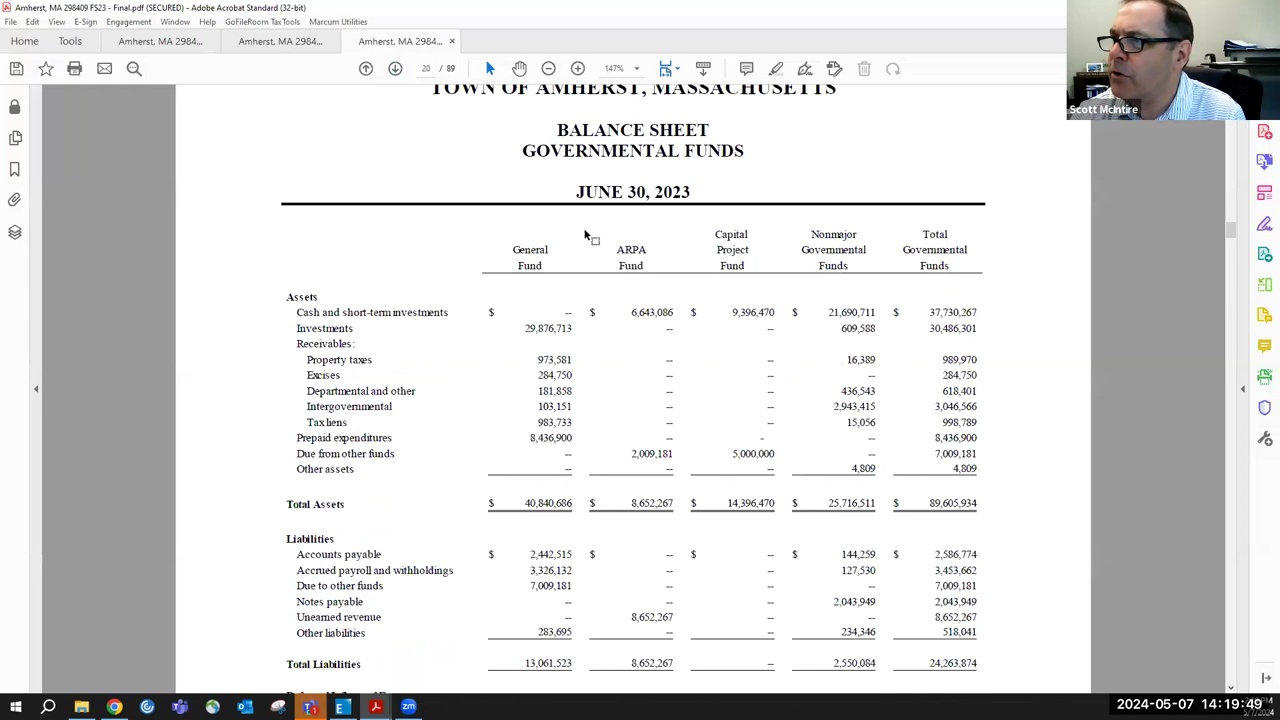 Amherst, MA 298409 FS23 - Final.pdf (SECURED) - Adobe Acrobat Standard (32-bit)
File Edit View E-Sign Engagement Window Help GoFileRoom TaxTools Marcum Utilities
Home Tools Amherst, MA 2984... Amherst, MA 2984... Amherst, MA 2984... ×
20 / 89 147%
Scott McIntire
TOWN OF AMHERST, MASSACHUSETTS
BALANCE SHEET
GOVERNMENTAL FUNDS
JUNE 30, 2023
Capital Nonmajor Total
General ARPA Project Governmental Governmental
Fund Fund Fund Funds Funds
Assets
Cash and short-term investments $ -- $ 6,643,086 $ 9,396,470 $ 21,690,711 $ 37,730,267
Investments 29,876,713 -- -- 609,588 30,486,301
Receivables:
Property taxes 973,581 -- -- 16,389 989,970
Excises 284,750 -- -- -- 284,750
Departmental and other 181,858 -- -- 436,543 618,401
Intergovernmental 103,151 -- -- 2,943,415 3,046,566
Tax liens 983,733 -- -- 15,056 998,789
Prepaid expenditures 8,436,900 -- - -- 8,436,900
Due from other funds -- 2,009,181 5,000,000 -- 7,009,181
Other assets -- -- -- 4,809 4,809
Total Assets $ 40,840,686 $ 8,652,267 $ 14,396,470 $ 25,716,511 $ 89,605,934
Liabilities
Accounts payable $ 2,442,515 $ -- $ -- $ 144,259 $ 2,586,774
Accrued payroll and withholdings 3,326,132 -- -- 127,530 3,453,662
Due to other funds 7,009,181 -- -- -- 7,009,181
Notes payable -- -- -- 2,043,949 2,043,949
Unearned revenue -- 8,652,267 -- -- 8,652,267
Other liabilities 283,695 -- -- 234,346 518,041
Total Liabilities 13,061,523 8,652,267 -- 2,550,084 24,263,874
2024-05-07 14:19:49